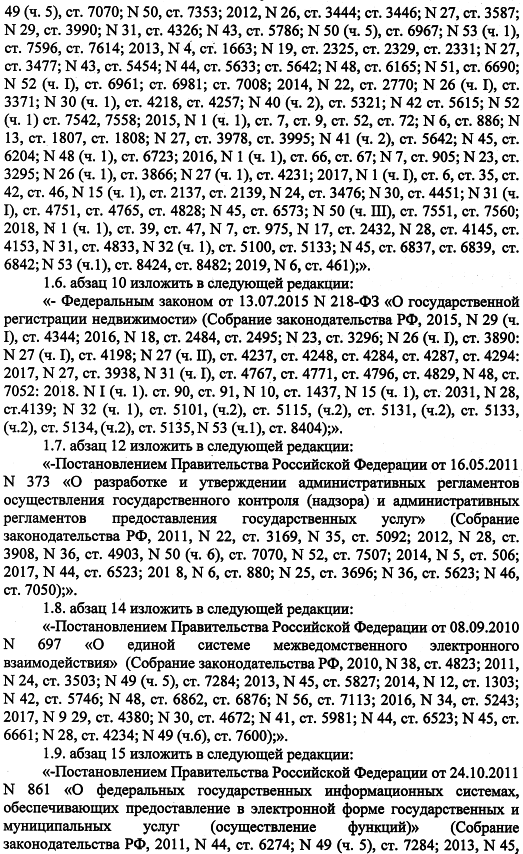 49 (ч. 5), ст. 7070; N 50, ст. 7353; 2012, N 26, ст. 3444; ст. 3446; N 27, ст. 3587;
N 29, ст. 3990; N 31, ст. 4326; N 43, ст. 5786; N 50 (ч. 5), ст. 6967; N 53 (ч. 1),
ст. 7596, ст. 7614; 2013, N 4, ст. 1663; N 19, ст. 2325, ст. 2329, ст. 2331; N 27,
ст. 3477; N 43, ст. 5454; N 44, ст. 5633; ст. 5642; N 48, ст. 6165; N 51, ст. 6690;
N 52 (ч. I), ст. 6961; ст. 6981; ст. 7008; 2014, N 22, ст. 2770; N 26 (ч. I), ст.
3371; N 30 (ч. 1), ст. 4218, ст. 4257; N 40 (ч. 2), ст. 5321; N 42 ст. 5615; N 52
(ч. 1) ст. 7542, 7558; 2015, N 1 (ч. 1), ст. 7, ст. 9, ст. 52, ст. 72; N 6, ст. 886; N
13, ст. 1807, ст. 1808; N 27, ст. 3978, ст. 3995; N 41 (ч. 2), ст. 5642; N 45, ст.
6204; N 48 (ч. 1), ст. 6723; 2016, N 1 (ч. 1), ст. 66, ст. 67; N 7, ст. 905; N 23, ст.
3295; N 26 (ч. 1), ст. 3866; N 27 (ч. 1), ст. 4231; 2017, N 1 (ч. I), ст. 6, ст. 35, ст.
42, ст. 46, N 15 (ч. 1), ст. 2137, ст. 2139, N 24, ст. 3476; N 30, ст. 4451; N 31 (ч.
I), ст. 4751, ст. 4765, ст. 4828; N 45, ст. 6573; N 50 (ч. III), ст. 7551, ст. 7560;
2018, N 1 (ч. 1), ст. 39, ст. 47, N 7, ст. 975, N 17, ст. 2432, N 28, ст. 4145, ст.
4153, N 31, ст. 4833, N 32 (ч. 1), ст. 5100, ст. 5133; N 45, ст. 6837, ст. 6839, ст.
6842; N 53 (ч.1), ст. 8424, ст. 8482; 2019, N 6, ст. 461);».
1.6. абзац 10 изложить в следующей редакции:
«- Федеральным законом от 13.07.2015 N 218-ФЗ «О государственной
регистрации недвижимости» (Собрание законодательства РФ, 2015, N 29 (ч.
I), ст. 4344; 2016, N 18, ст. 2484, ст. 2495; N 23, ст. 3296; N 26 (ч. I), ст. 3890:
N 27 (ч. I), ст. 4198; N 27 (ч. II), ст. 4237, ст. 4248, ст. 4284, ст. 4287, ст. 4294:
2017, N 27, ст. 3938, N 31 (ч. I), ст. 4767, ст. 4771, ст. 4796, ст. 4829, N 48, ст.
7052: 2018. N I (ч. 1). ст. 90, ст. 91, N 10, ст. 1437, N 15 (ч. 1), ст. 2031, N 28,
ст.4139; N 32 (ч. 1), ст. 5101, (ч.2), ст. 5115, (ч.2), ст. 5131, (ч.2), ст. 5133,
(ч.2), ст. 5134, (ч.2), ст. 5135, N 53 (ч.1), ст. 8404);».
1.7. абзац 12 изложить в следующей редакции:
«-Постановлением Правительства Российской Федерации от 16.05.2011
N 373 «О разработке и утверждении административных регламентов
осуществления государственного контроля (надзора) и административных
регламентов предоставления государственных услуг» (Собрание
законодательства РФ, 2011, N 22, ст. 3169, N 35, ст. 5092; 2012, N 28, ст.
3908, N 36, ст. 4903, N 50 (ч. 6), ст. 7070, N 52, ст. 7507; 2014, N 5, ст. 506;
2017, N 44, ст. 6523; 201 8, N 6, ст. 880; N 25, ст. 3696; N 36, ст. 5623; N 46,
ст. 7050);».
1.8. абзац 14 изложить в следующей редакции:
«-Постановлением Правительства Российской Федерации от 08.09.2010
N 697 «О единой системе межведомственного электронного
взаимодействия» (Собрание законодательства РФ, 2010, N 38, ст. 4823; 2011,
N 24, ст. 3503; N 49 (ч. 5), ст. 7284; 2013, N 45, ст. 5827; 2014, N 12, ст. 1303;
N 42, ст. 5746; N 48, ст. 6862, ст. 6876; N 56, ст. 7113; 2016, N 34, ст. 5243;
2017, N 9 29, ст. 4380; N 30, ст. 4672; N 41, ст. 5981; N 44, ст. 6523; N 45, ст.
6661; N 28, ст. 4234; N 49 (ч.6), ст. 7600);».
1.9. абзац 15 изложить в следующей редакции:
«-Постановлением Правительства Российской Федерации от 24.10.2011
N 861 «О федеральных государственных информационных системах,
обеспечивающих предоставление в электронной форме государственных и
муниципальных услуг (осуществление функций)» (Собрание
законодательства РФ, 2011, N 44, ст. 6274; N 49 (ч. 5), ст. 7284; 2013, N 45,